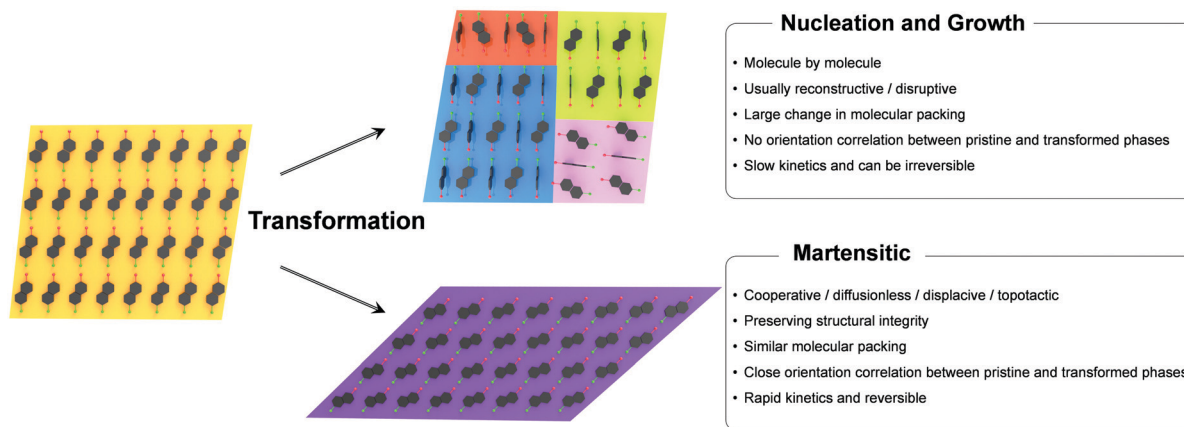 Transformation
Nucleation and Growth
• Molecule by molecule
• Usually reconstructive / disruptive
• Large change in molecular packing
• No orientation correlation between pristine and transformed phases
• Slow kinetics and can be irreversible
Martensitic
• Cooperative / diffusionless / displacive / topotactic
• Preserving structural integrity
• Similar molecular packing
• Close orientation correlation between pristine and transformed phases
• Rapid kinetics and reversible